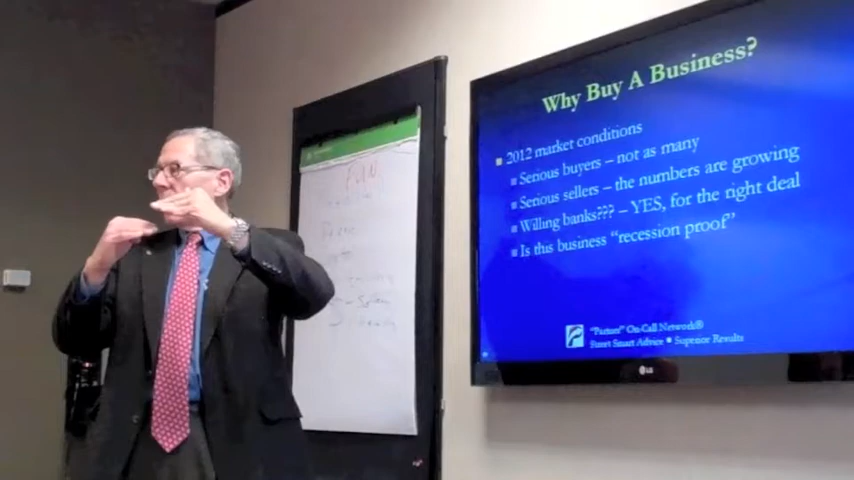 FUN
Why Buy A Business?
2012 market conditions
Serious buyers – not as many
Serious sellers – the numbers are growing
Willing banks??? – YES, for the right deal
Is this business "recession proof"
On-Call Network®
Street Smart Advice • Superior Results
LG